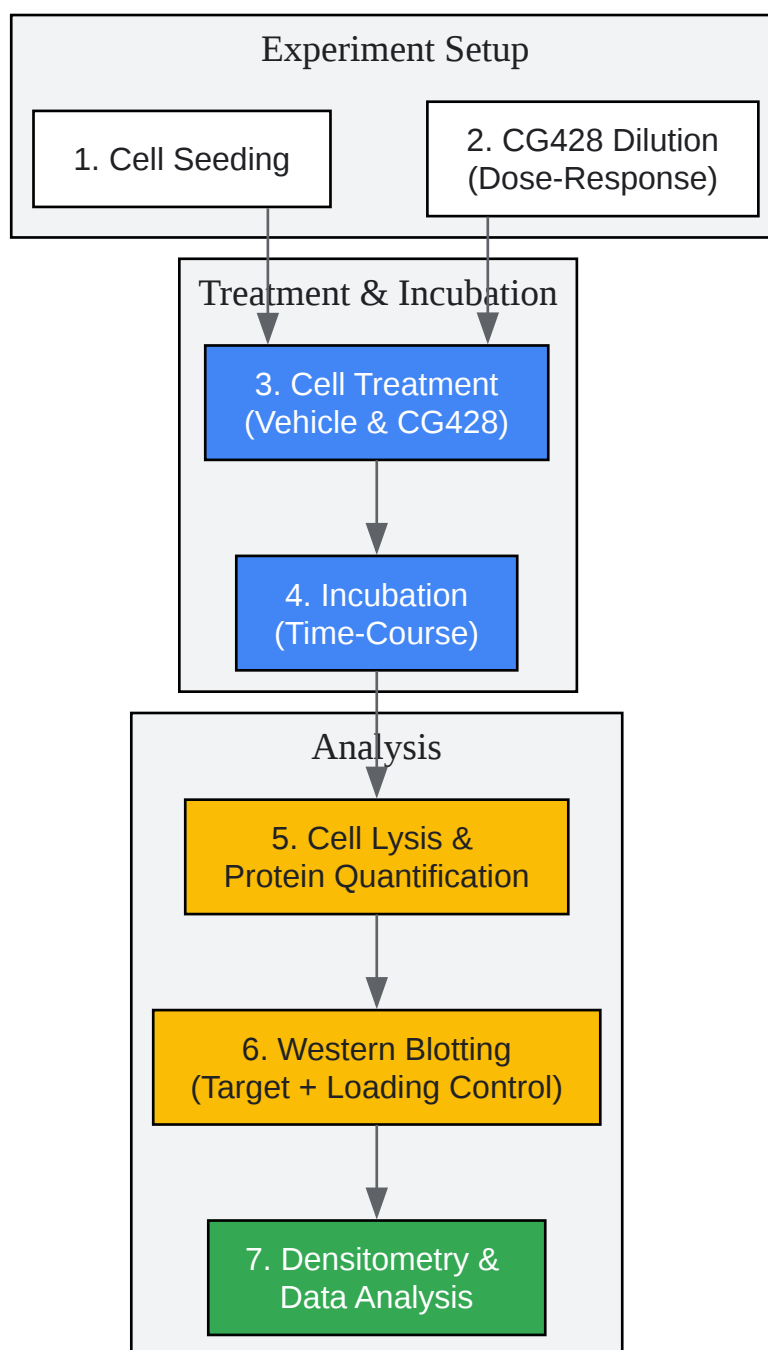 Experiment Setup
1. Cell Seeding
2. CG428 Dilution
(Dose-Response)
Treatment & Incubation
3. Cell Treatment
(Vehicle & CG428)
4. Incubation
(Time-Course)
Analysis
5. Cell Lysis &
Protein Quantification
6. Western Blotting
(Target + Loading Control)
7. Densitometry &
Data Analysis